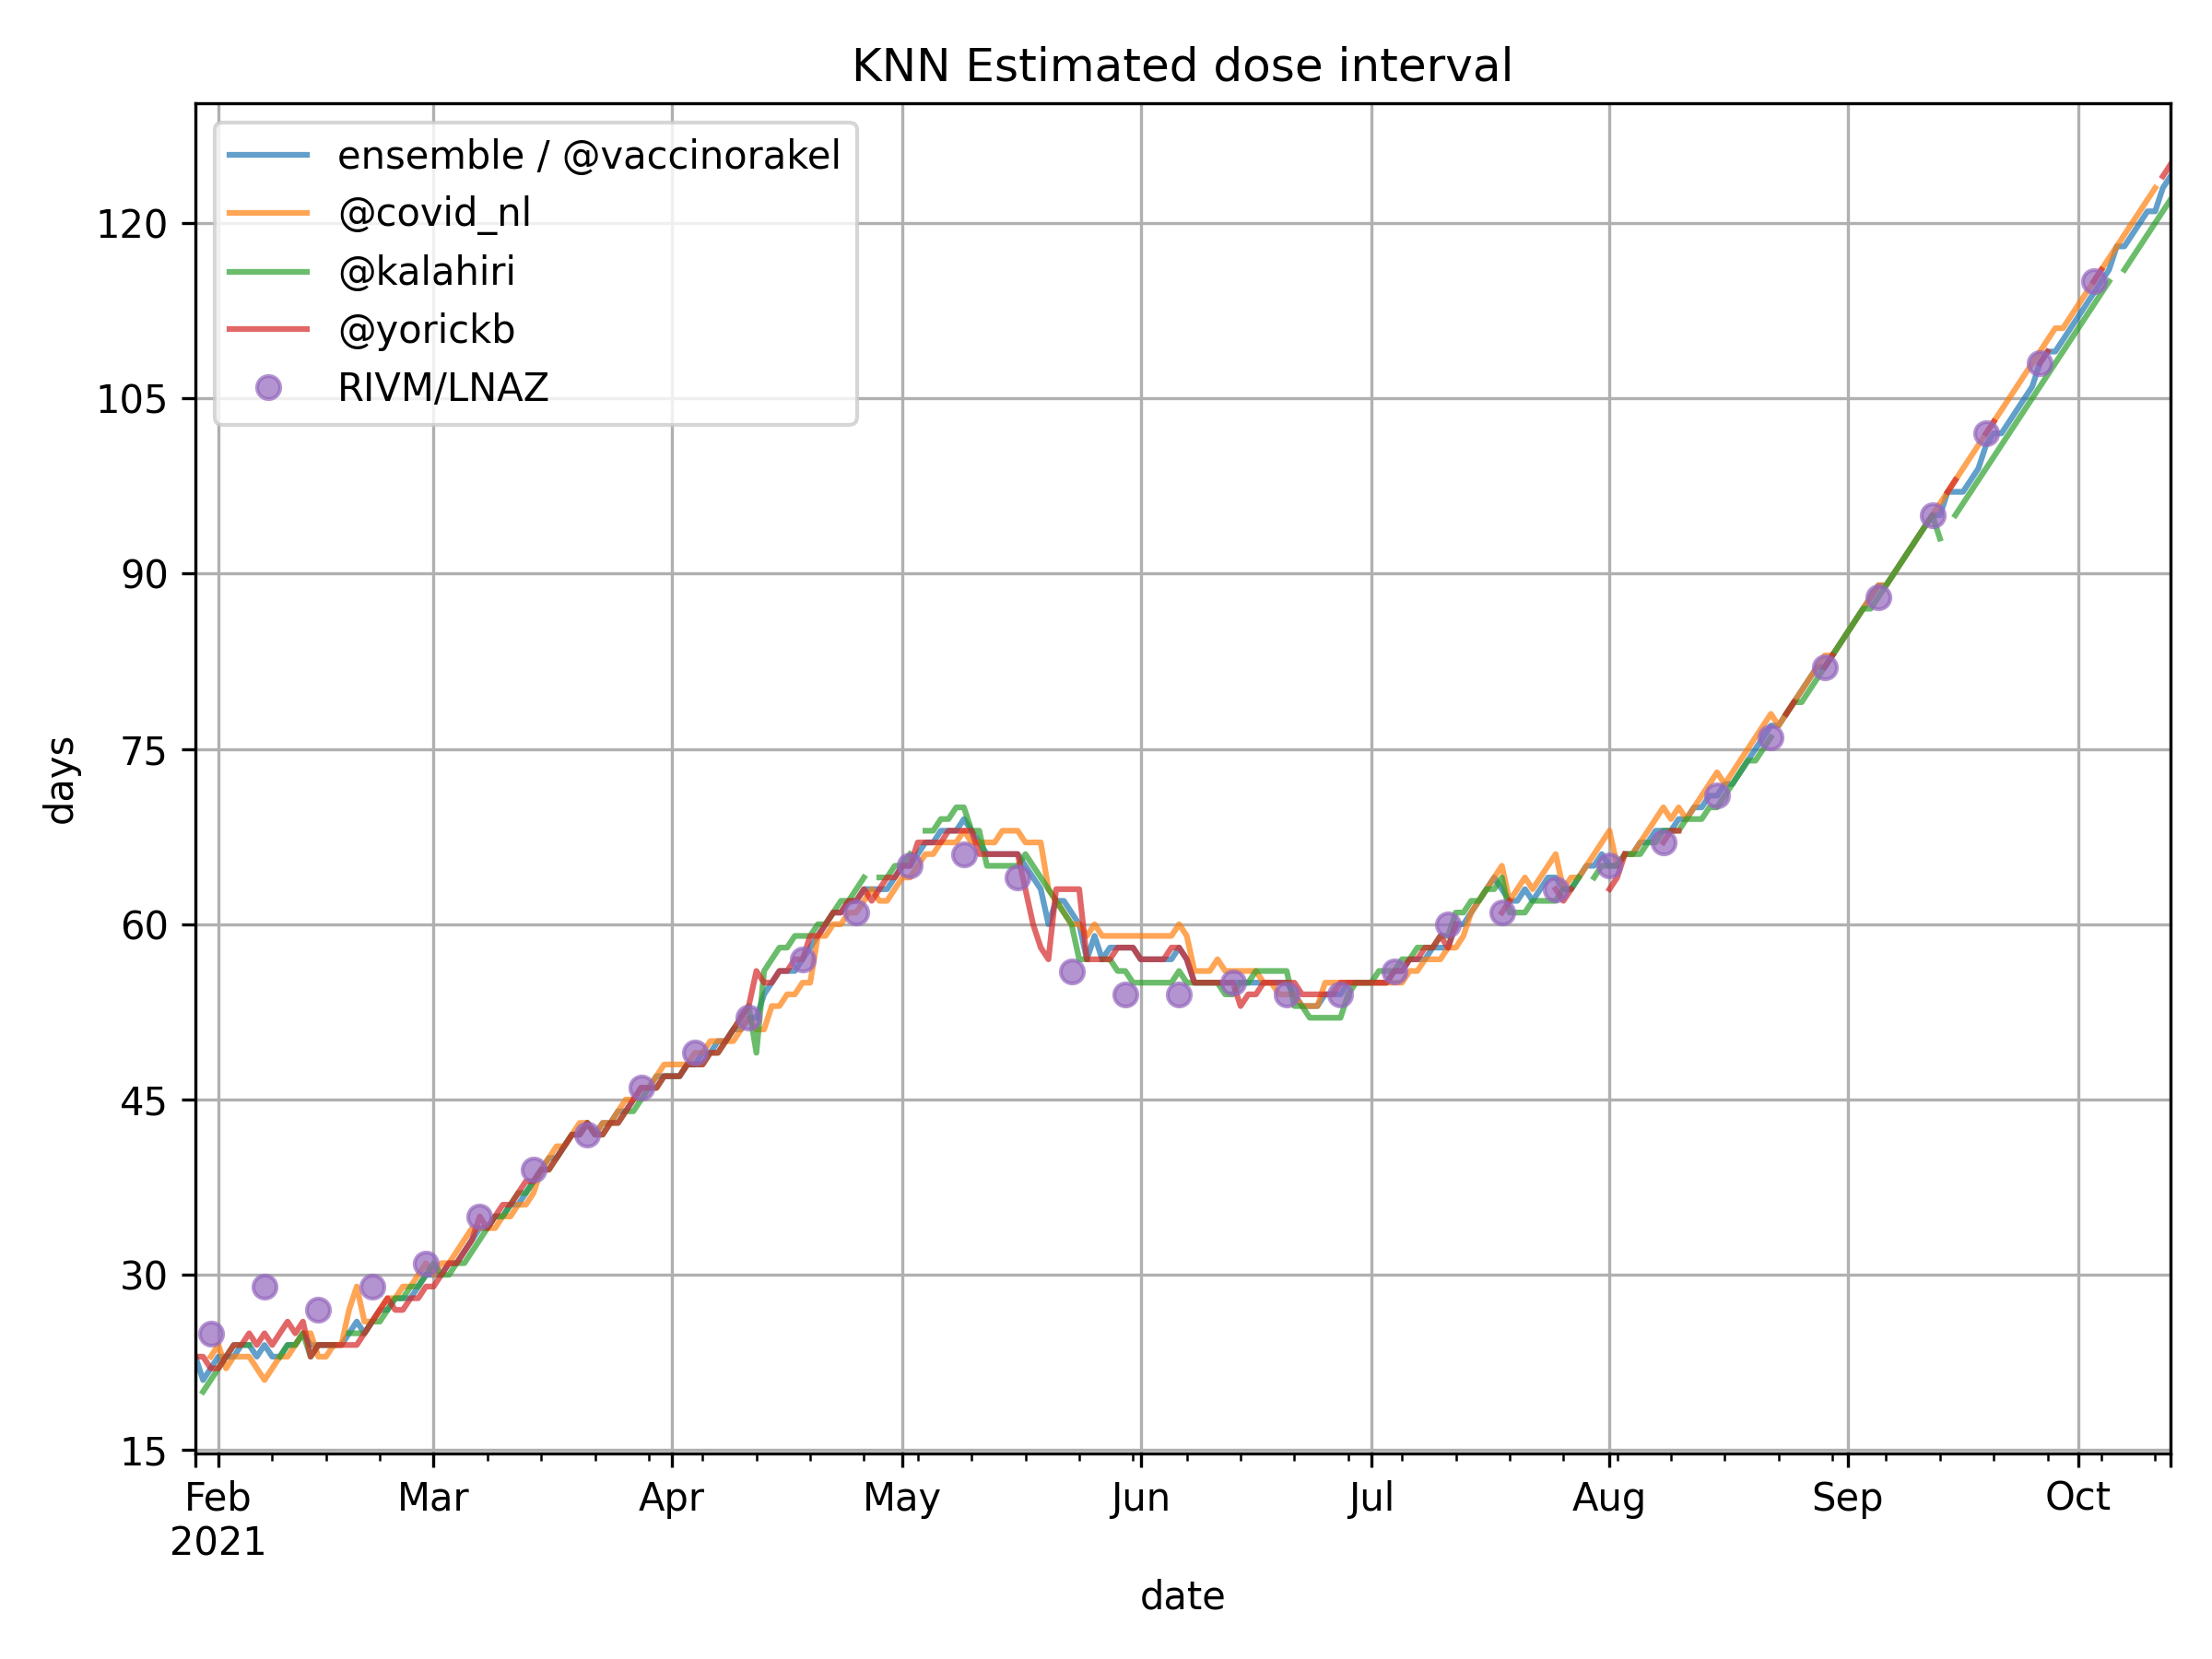 KNN Estimated dose interval
ensemble / @vaccinorakel
@covid_nl
@kalahiri
@yorickb
RIVM/LNAZ
120
105
90
75
60
45
30
15
days
Feb Mar Apr May Jun Jul Aug Sep Oct
2021
date